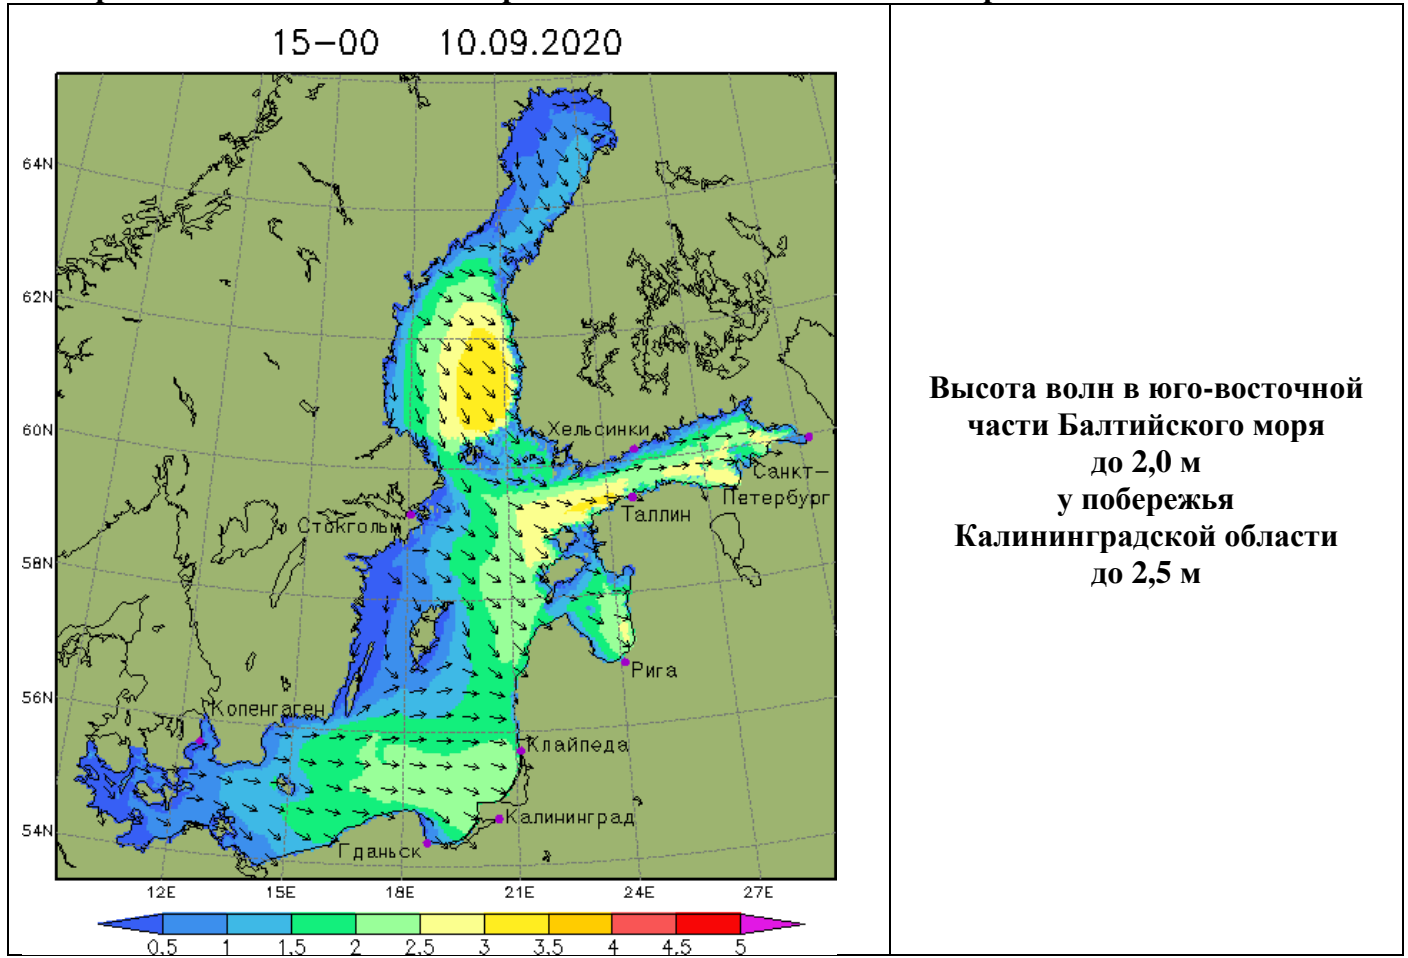 15-00 10.09.2020
64N
62N
60N
58N
56N
54N
Хельсинки
Санкт-
Петербург
Таллин
Стокгольм
Рига
Копенгаген
Клайпеда
Калининград
Гданьск
12E 15E 18E 21E 24E 27E
0,5 1 1,5 2 2,5 3 3,5 4 4,5 5
Высота волн в юго-восточной
части Балтийского моря
до 2,0 м
у побережья
Калининградской области
до 2,5 м